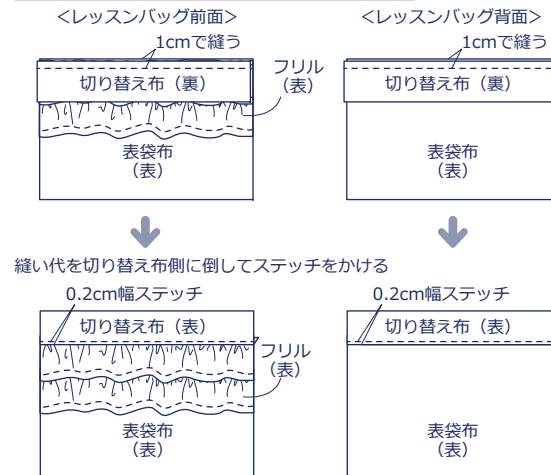 <レッスンバッグ前面>
1cmで縫う
切り替え布（裏）
フリル
（表）
表袋布
（表）
<レッスンバッグ背面>
1cmで縫う
切り替え布（裏）
表袋布
（表）
縫い代を切り替え布側に倒してステッチをかける
0.2cm幅ステッチ
切り替え布（表）
フリル
（表）
表袋布
（表）
0.2cm幅ステッチ
切り替え布（表）
表袋布
（表）